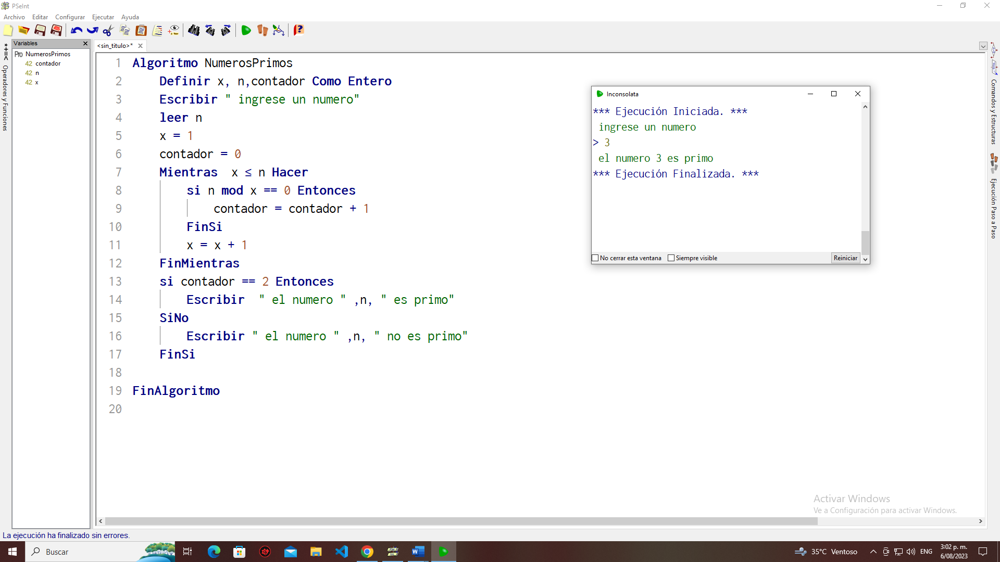 PSeInt
Archivo Editar Configurar Ejecutar Ayuda
Variables
<sin_titulo>*
*+=< Operadores y Funciones
Pro NumerosPrimos
42 contador
42 n
42 x
1 Algoritmo NumerosPrimos
2 Definir x, n,contador Como Entero
3 Escribir " ingrese un numero"
4 leer n
5 x = 1
6 contador = 0
7 Mientras  x ≤ n Hacer
8 si n mod x == 0 Entonces
9 contador = contador + 1
10 FinSi
11 x = x + 1
12 FinMientras
13 si contador == 2 Entonces
14 Escribir  " el numero " ,n, " es primo"
15 SiNo
16 Escribir " el numero " ,n, " no es primo"
17 FinSi
18
19 FinAlgoritmo
20
Inconsolata
*** Ejecución Iniciada. ***
ingrese un numero
> 3
el numero 3 es primo
*** Ejecución Finalizada. ***
No cerrar esta ventana Siempre visible Reiniciar
Comandos y Estructuras
Ejecución Paso a Paso
Activar Windows
Ve a Configuración para activar Windows.
La ejecución ha finalizado sin errores.
Buscar
35°C Ventoso
ENG
3:02 p. m.
6/08/2023